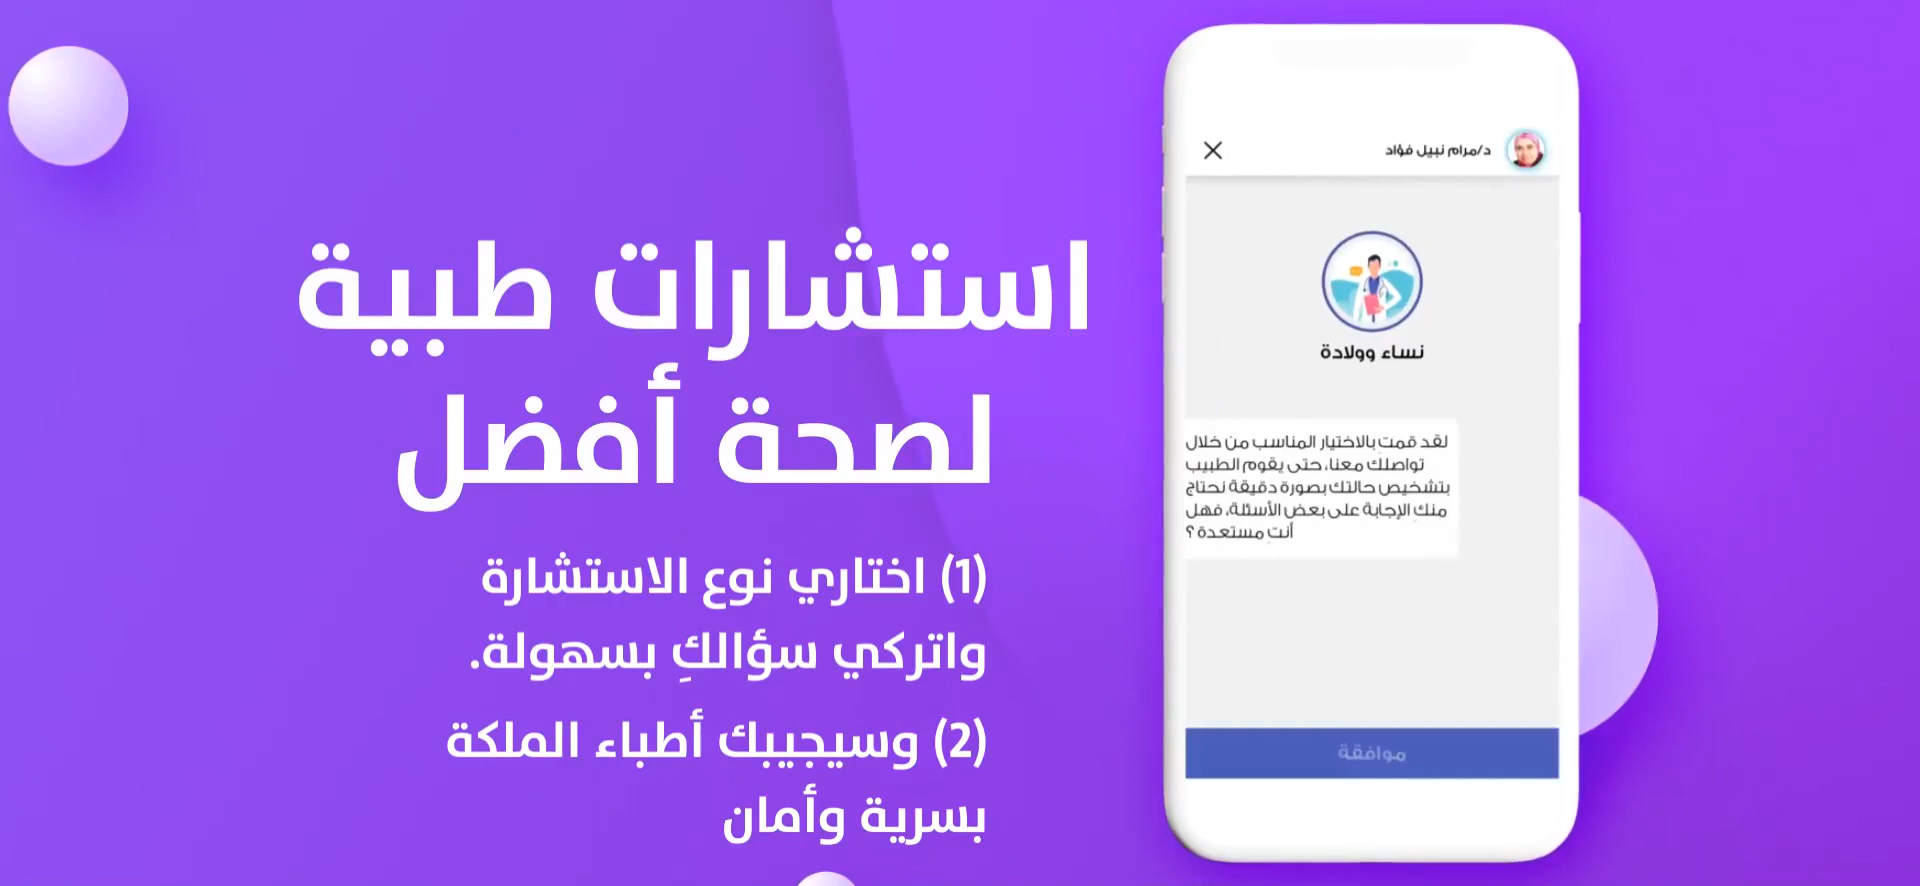 استشارات طبية
لصحة أفضل
(1) اختاري نوع الاستشارة
واتركي سؤالكِ بسهولة.
(2) وسيجيبك أطباء الملكة
بسرية وأمان
د/مرام نبيل فؤاد
نساء وولادة
لقد قمتِ بالاختيار المناسب من خلال
تواصلك معنا، حتى يقوم الطبيب
بتشخيص حالتك بصورة دقيقة نحتاج
منكِ الإجابة على بعض الأسئلة، فهل
أنتِ مستعدة ؟
موافقة